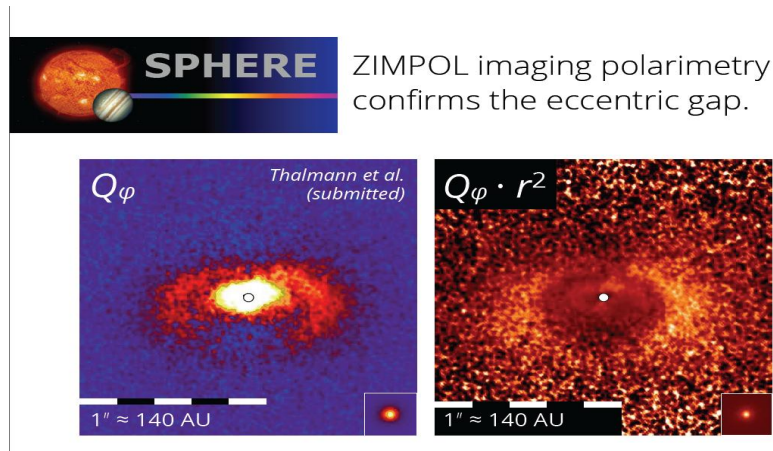 SPHERE
ZIMPOL imaging polarimetry
confirms the eccentric gap.
Qφ
Thalmann et al.
(submitted)
1″ ≈ 140 AU
Qφ · r²
1″ ≈ 140 AU